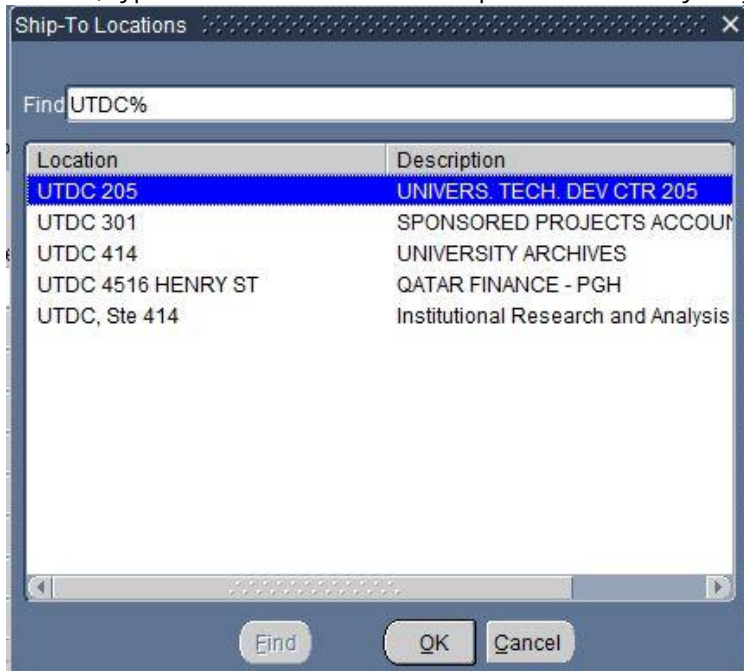 Ship-To Locations
Find UTDC%
Location Description
UTDC 205 UNIVERS. TECH. DEV CTR 205
UTDC 301 SPONSORED PROJECTS
UTDC 414 UNIVERSITY ARCHIVES
UTDC 4516 HENRY ST QATAR FINANCE - PGH
UTDC, Ste 414 Institutional Research and Analysis
Find OK Cancel